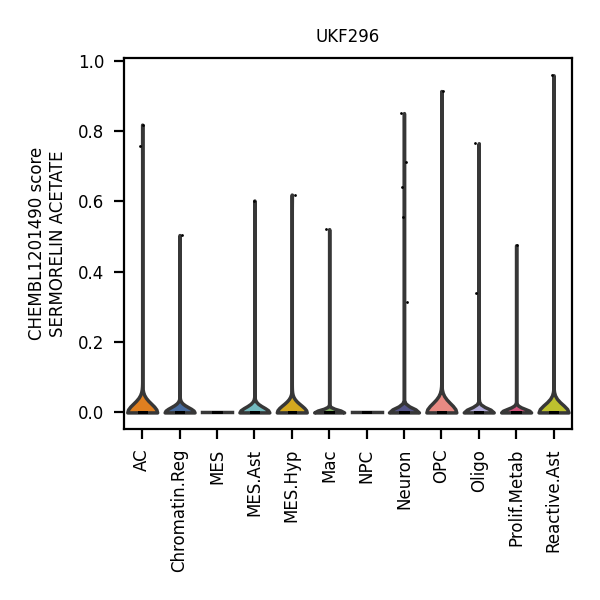 UKF296
CHEMBL1201490 score
SERMORELIN ACETATE
1.0
0.8
0.6
0.4
0.2
0.0
AC
Chromatin.Reg
MES
MES.Ast
MES.Hyp
Mac
NPC
Neuron
OPC
Oligo
Prolif.Metab
Reactive.Ast